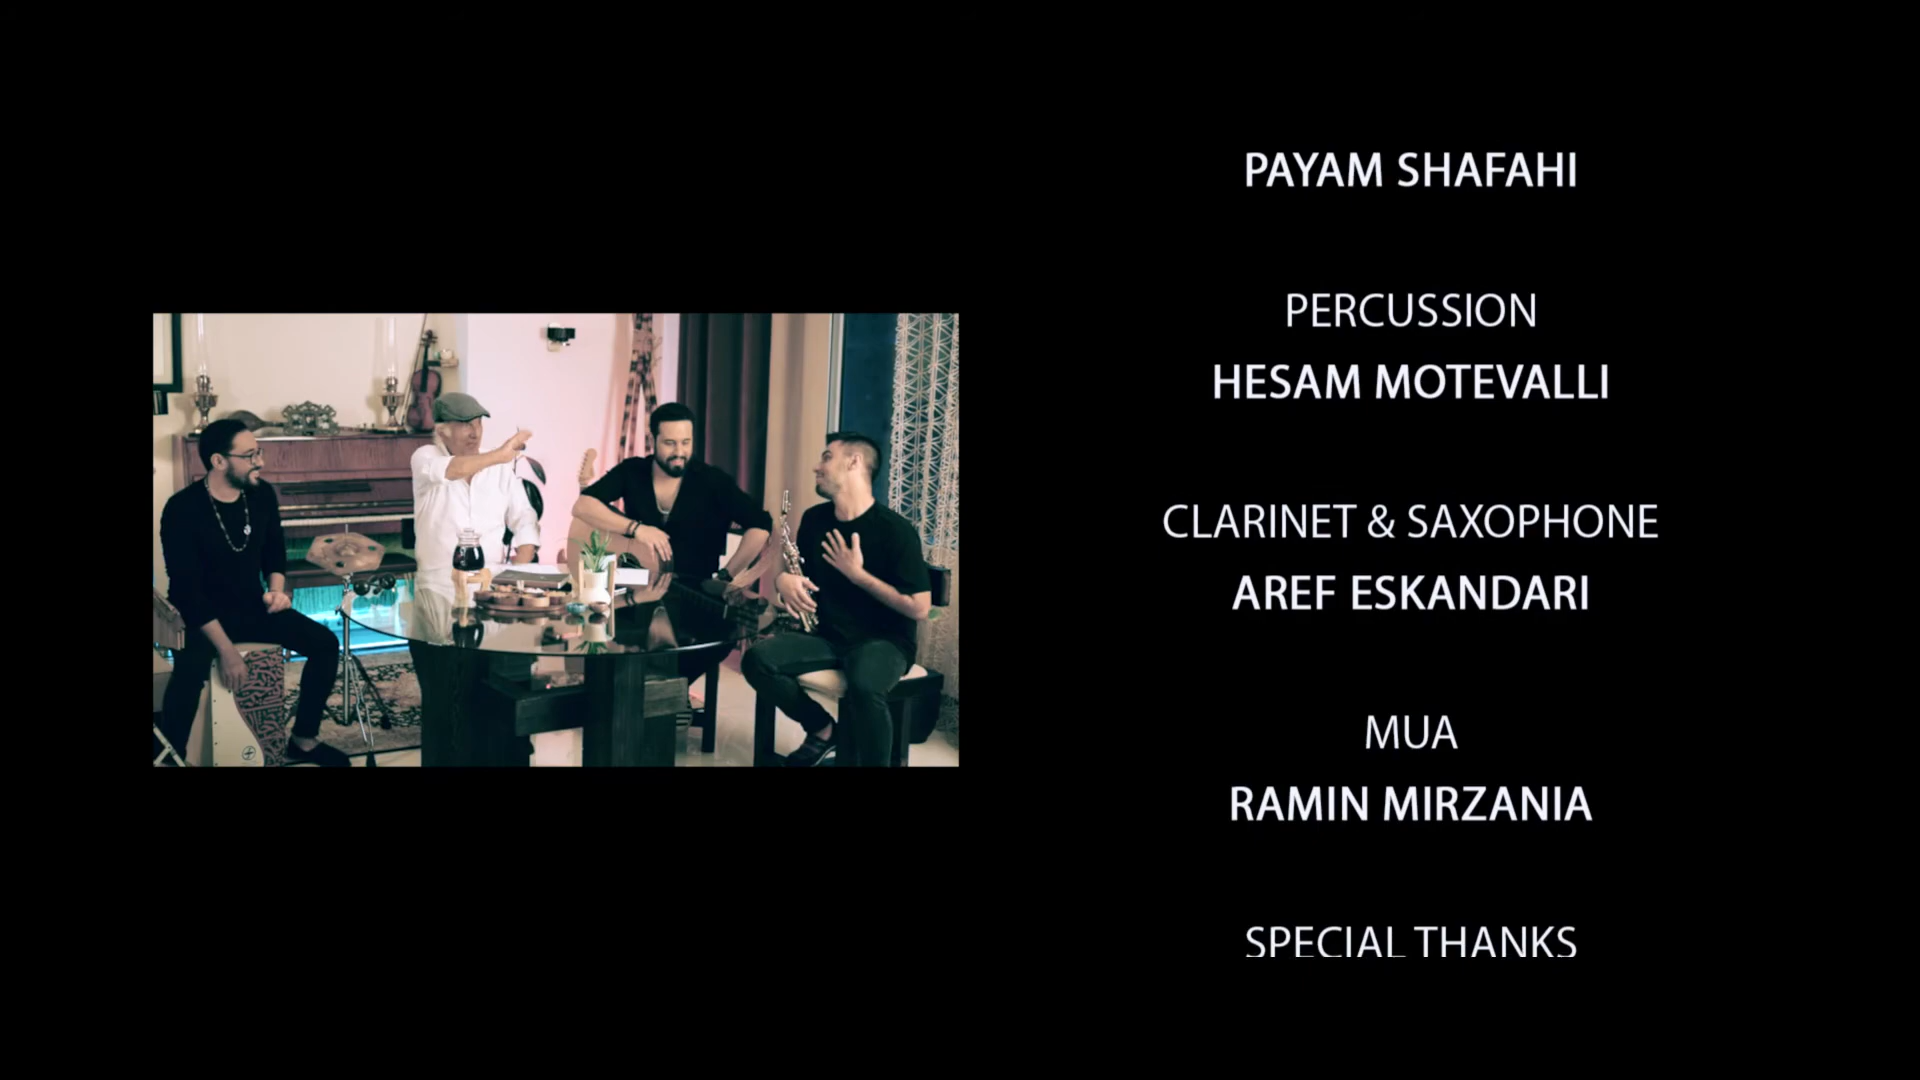 PAYAM SHAFAHI
PERCUSSION
HESAM MOTEVALLI
CLARINET & SAXOPHONE
AREF ESKANDARI
MUA
RAMIN MIRZANIA
SPECIAL THANKS